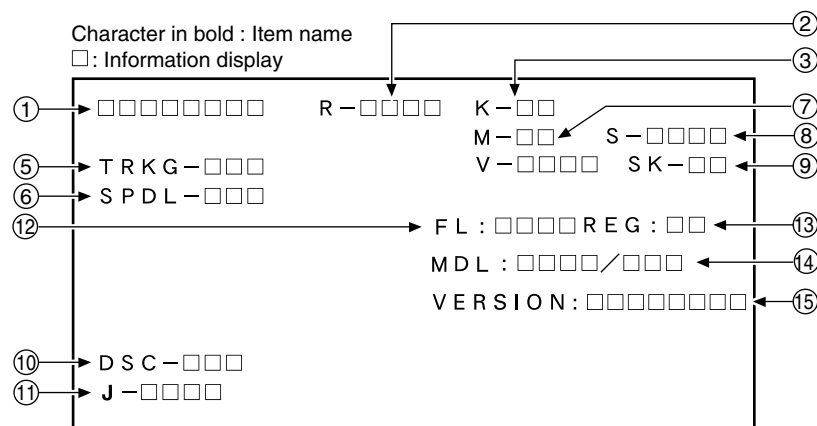 Character in bold : Item name
□ : Information display
② 
③
① □□□□□□□□ R－□□□□ K－□□
⑦
M－□□ S－□□□□ ⑧
⑤ TRKG－□□□ V－□□□□ SK－□□ ⑨
⑥ SPDL－□□□
⑫ FL：□□□□REG：□□ ⑬
MDL：□□□□／□□□ ⑭
VERSION：□□□□□□□□ ⑮
⑩ DSC－□□□
⑪ J－□□□□